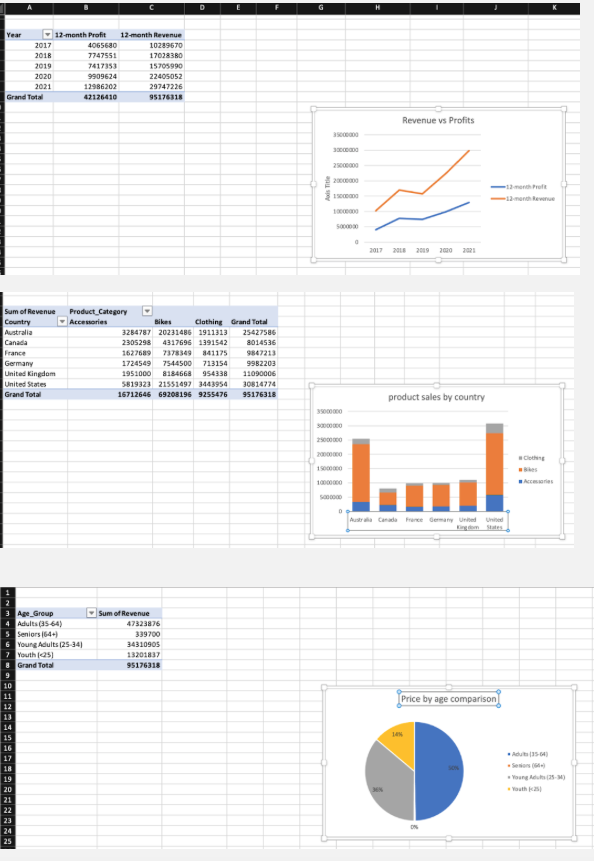 A B C D E F G H I J K
Year 12-month Profit 12-month Revenue
2017 4065680 10289670
2018 7747551 17028380
2019 7417353 15705990
2020 9909624 22405052
2021 12986202 29747226
Grand Total 42126410 95176318
Revenue vs Profits
35000000
30000000
25000000
20000000
15000000
10000000
5000000
0
Axis Title
2017 2018 2019 2020 2021
12-month Profit
12-month Revenue
Sum of Revenue Product_Category
Country Accessories Bikes Clothing Grand Total
Australia 3284787 20231486 1911313 25427586
Canada 2305298 4317696 1391542 8014536
France 1627689 7378349 841175 9847213
Germany 1724549 7544500 713154 9982203
United Kingdom 1951000 8184668 954338 11090006
United States 5819323 21551497 3443954 30814774
Grand Total 16712646 69208196 9255476 95176318
product sales by country
35000000
30000000
25000000
20000000
15000000
10000000
5000000
0
Australia Canada France Germany United Kingdom United States
Clothing
Bikes
Accessories
1
2
3 Age_Group Sum of Revenue
4 Adults (35-64) 47323876
5 Seniors (64+) 339700
6 Young Adults (25-34) 34310905
7 Youth (<25) 13201837
8 Grand Total 95176318
9
10
11
12
13
14
15
16
17
18
19
20
21
22
23
24
25
Price by age comparison
14%
50%
36%
0%
Adults (35-64)
Seniors (64+)
Young Adults (25-34)
Youth (<25)